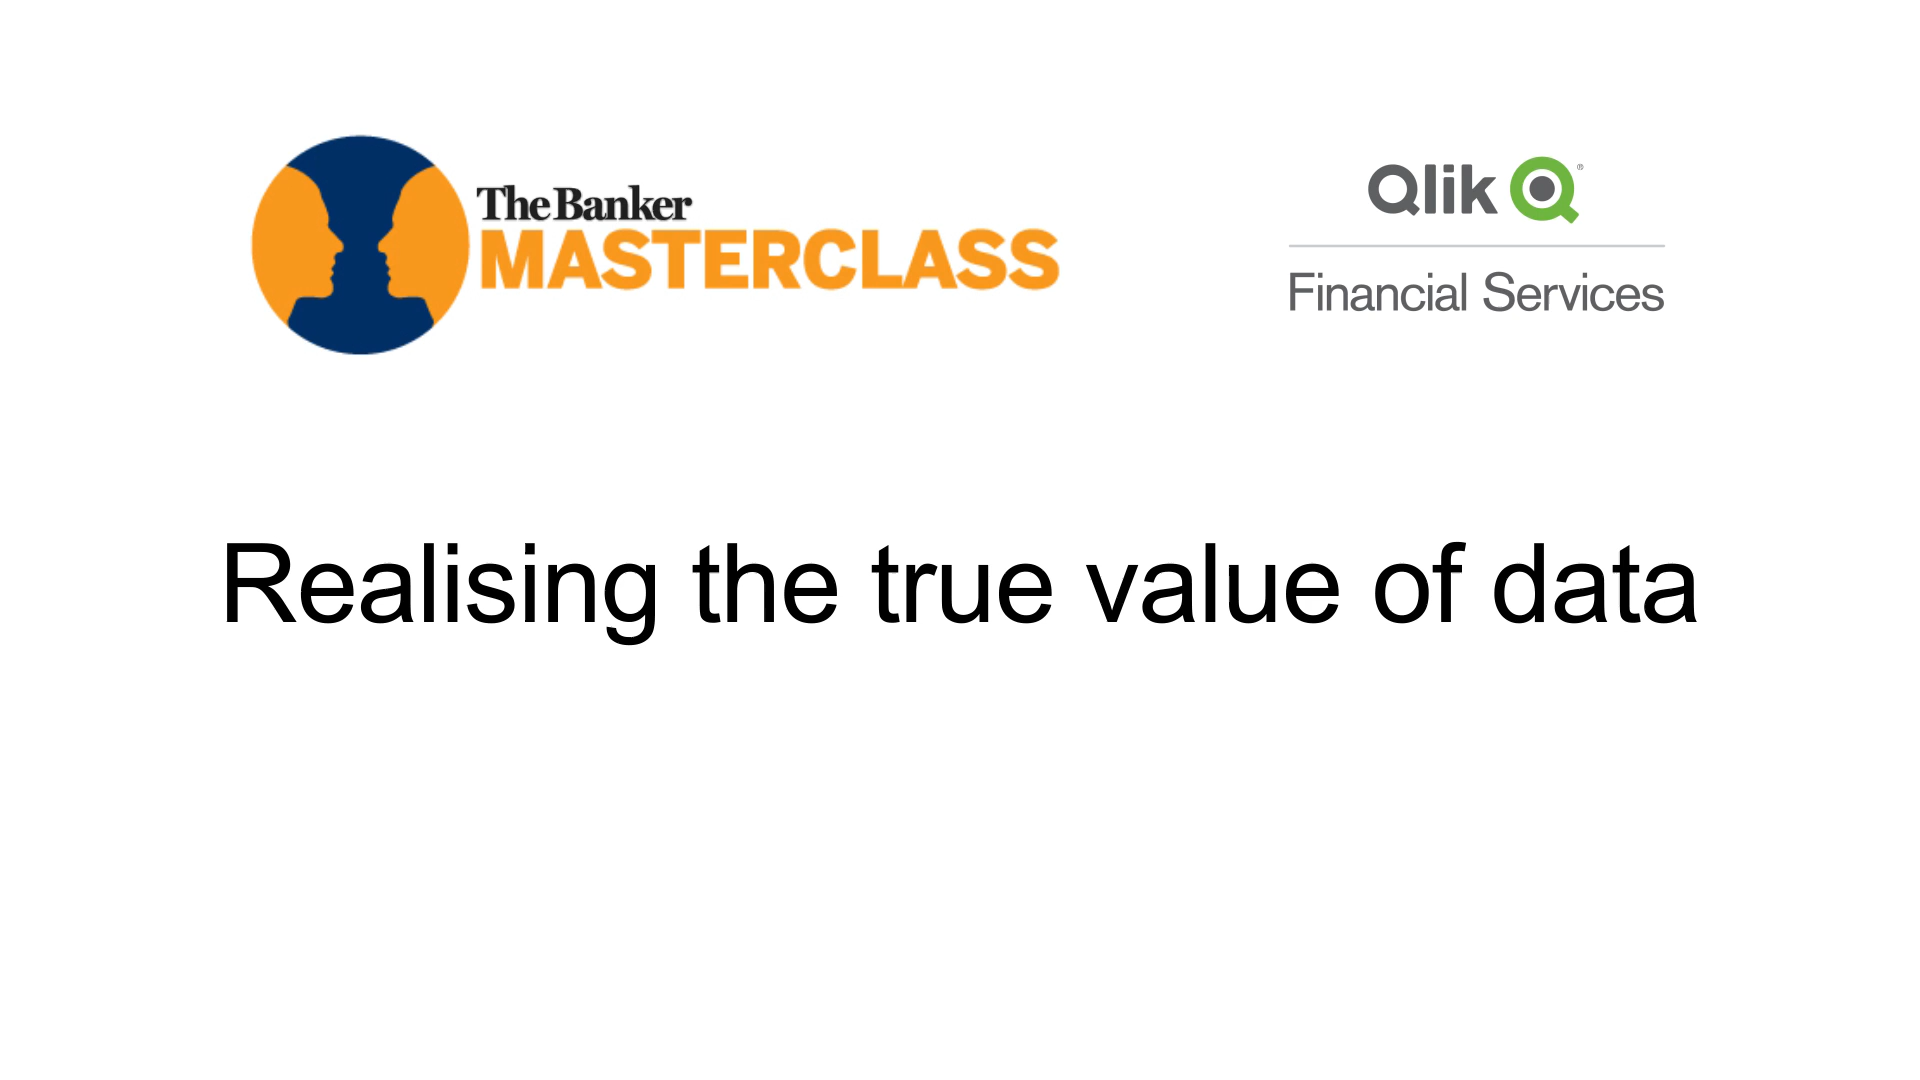 The Banker
MASTERCLASS
Qlik
®
Financial Services
Realising the true value of data